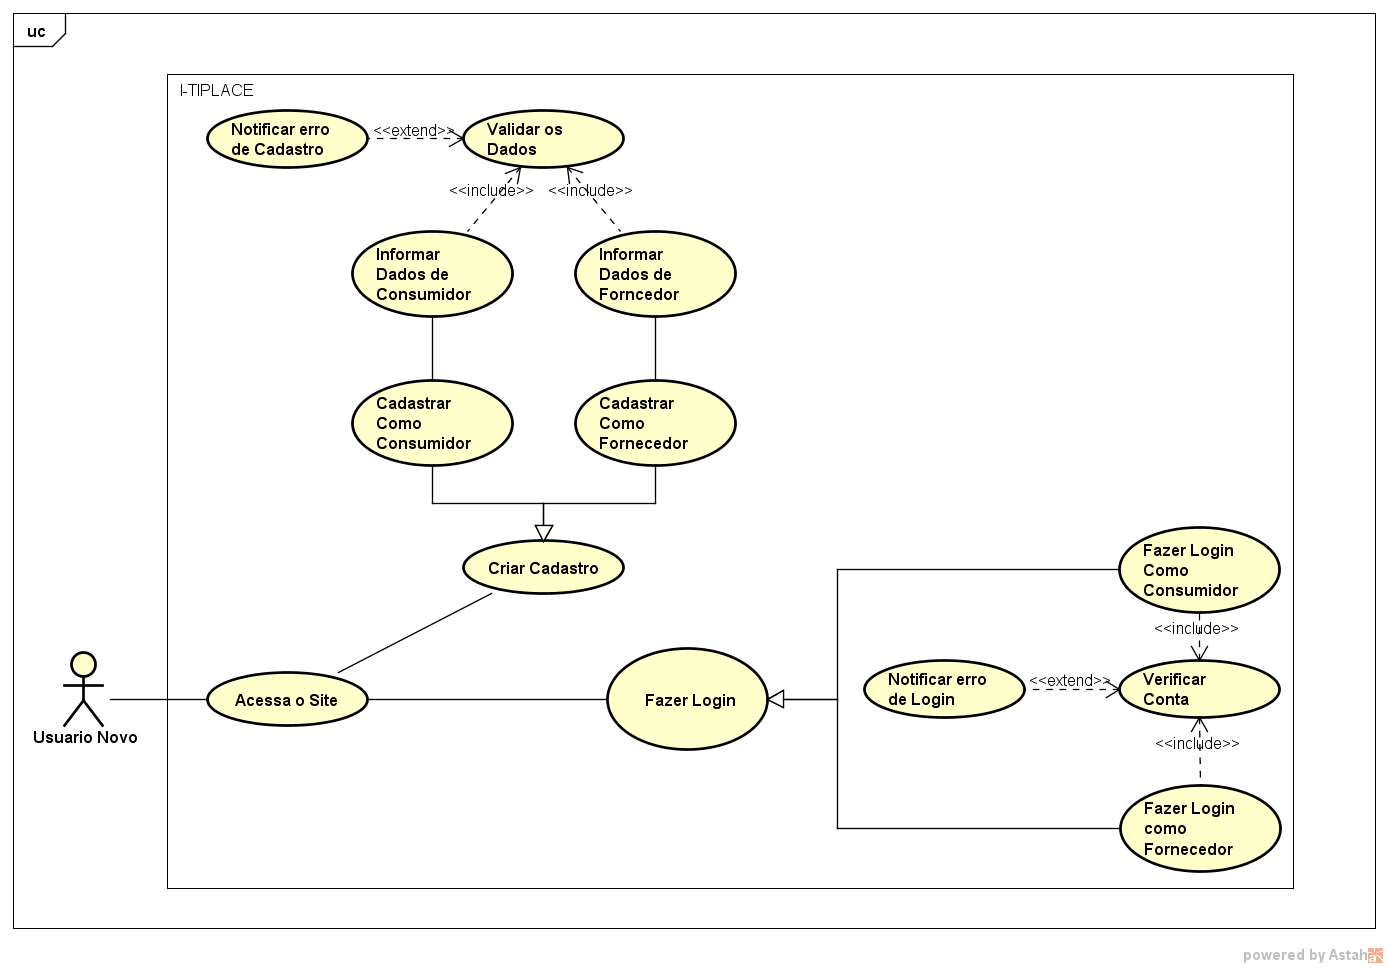 uc
I-TIPLACE
Notificar erro
de Cadastro
<<extend>>
Validar os
Dados
<<include>>
<<include>>
Informar
Dados de
Consumidor
Informar
Dados de
Forncedor
Cadastrar
Como
Consumidor
Cadastrar
Como
Fornecedor
Criar Cadastro
Fazer Login
Como
Consumidor
<<include>>
Usuario Novo
Acessa o Site
Fazer Login
Notificar erro
de Login
<<extend>>
Verificar
Conta
<<include>>
Fazer Login
como
Fornecedor
powered by Astah